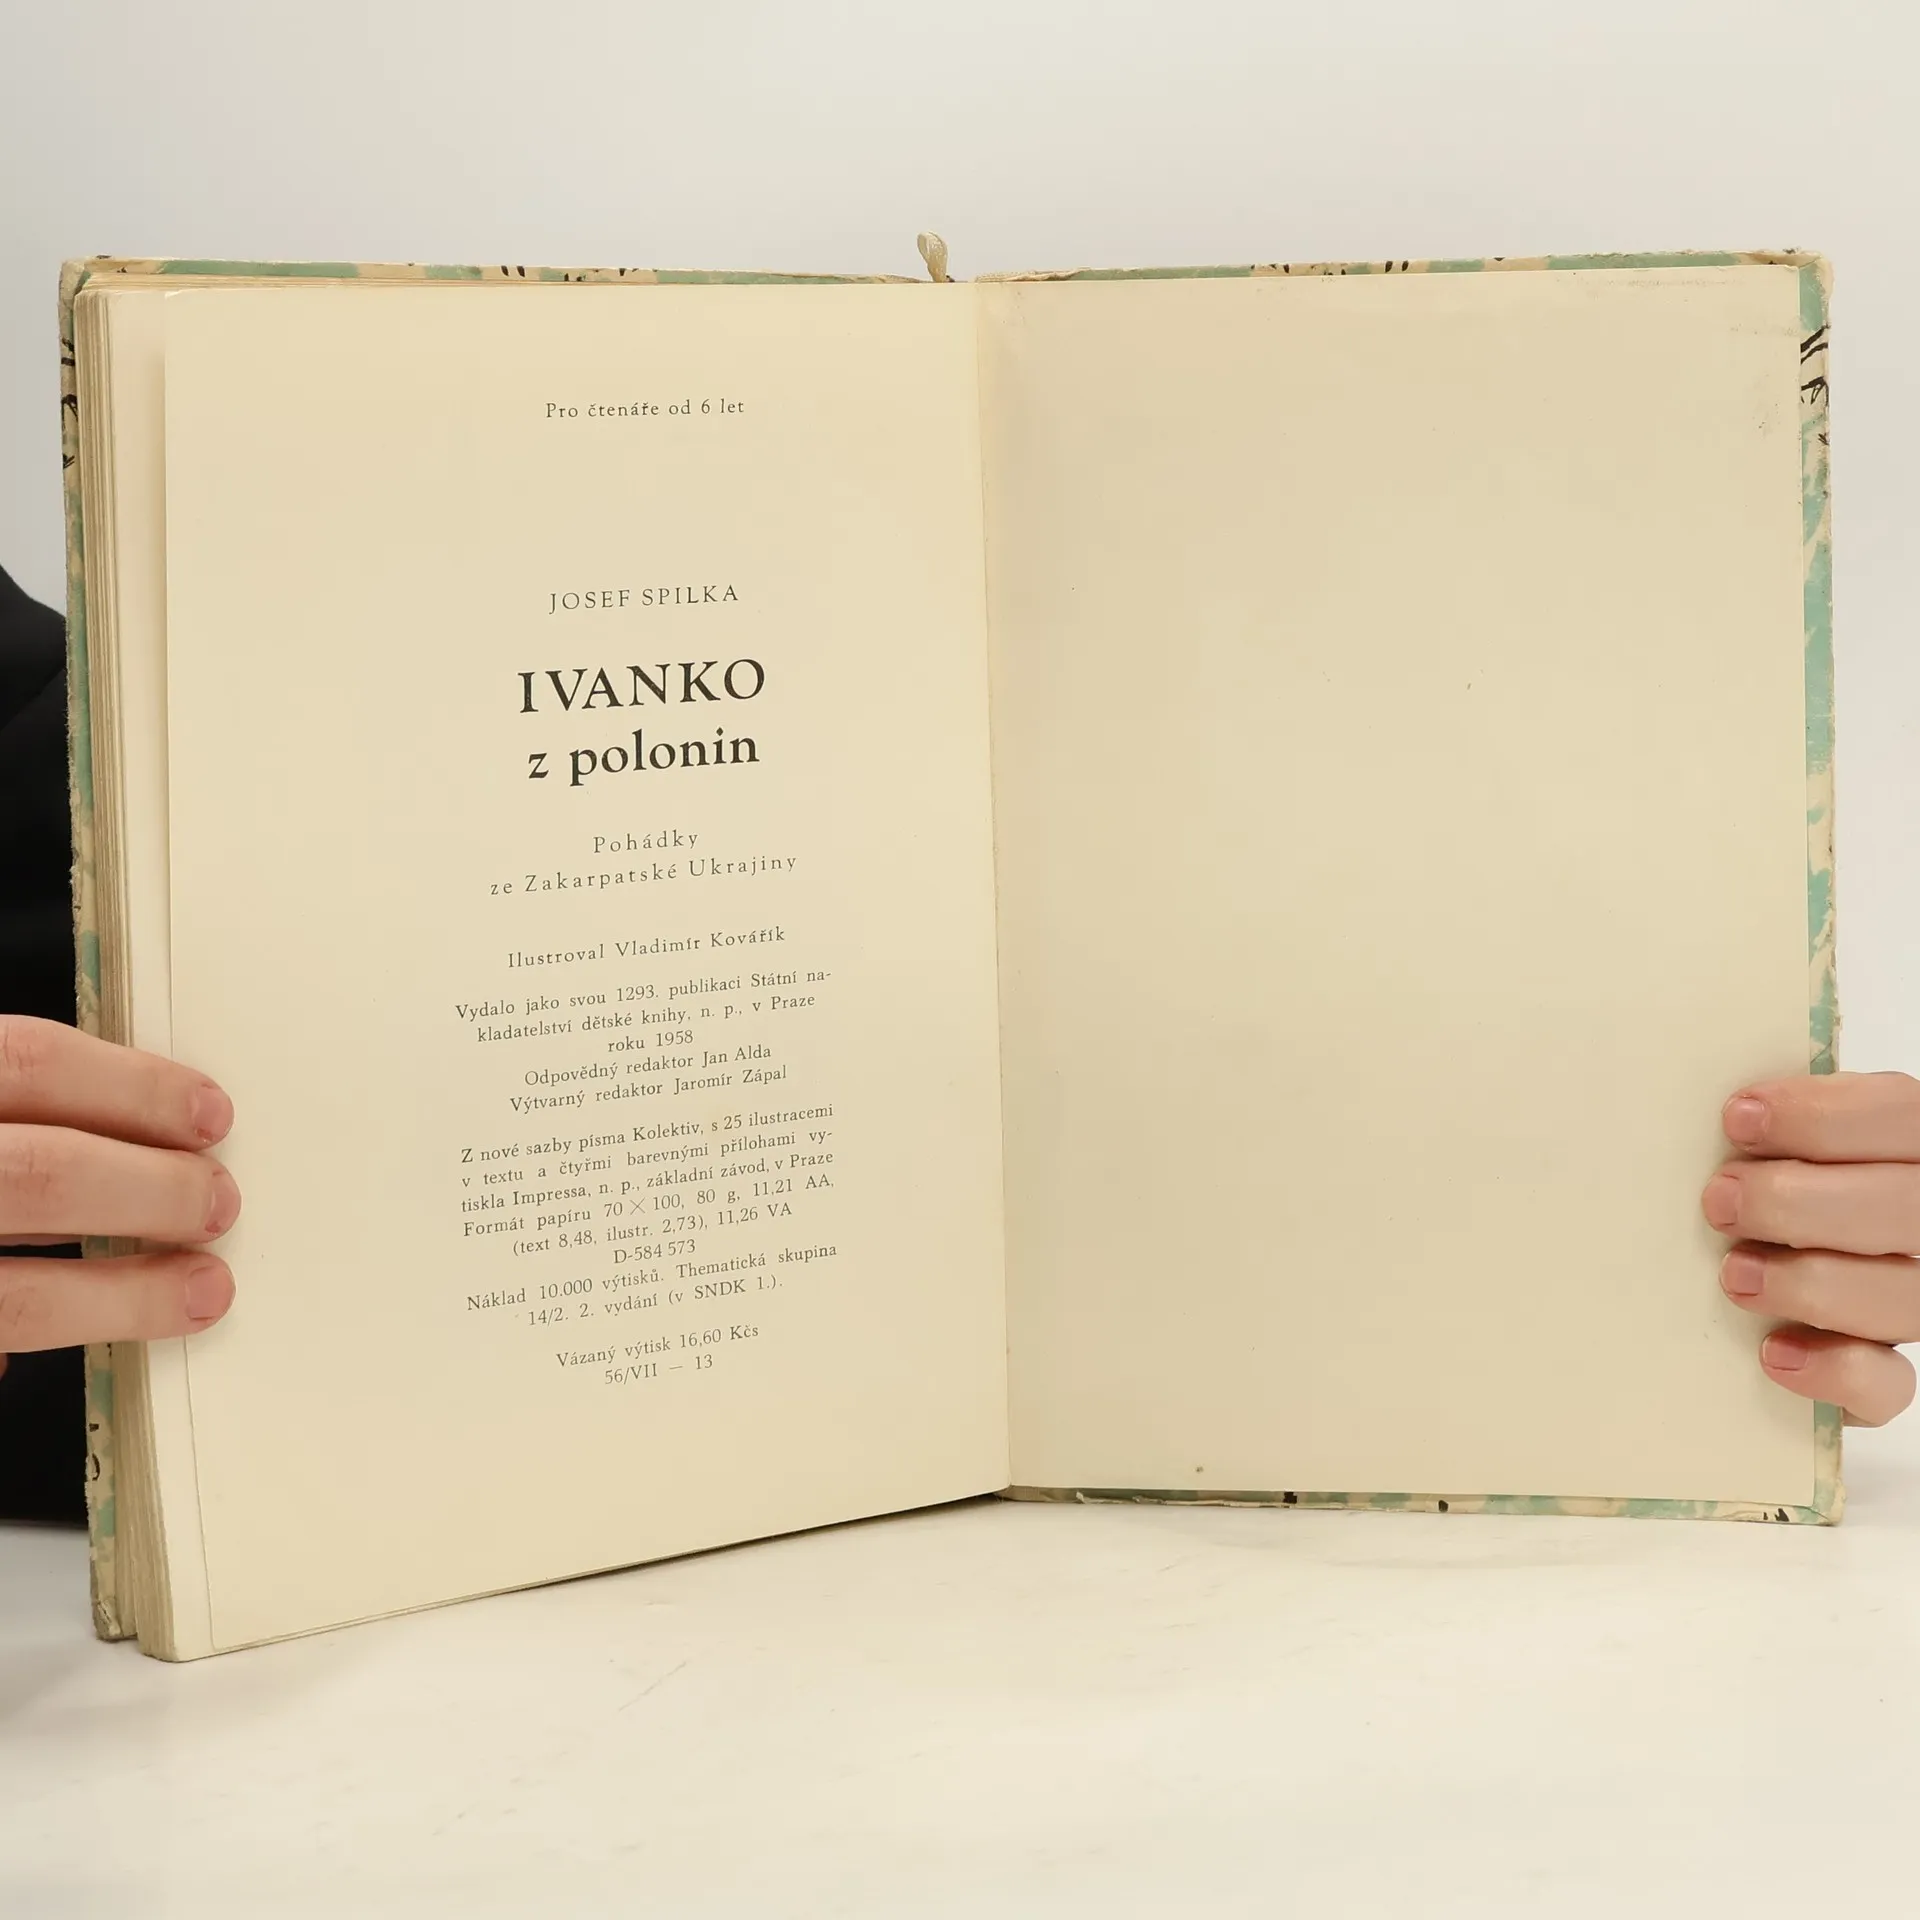 Pro čtenáře od 6 let
JOSEF SPILKA
IVANKO
z polonin
Pohádky
ze Zakarpatské Ukrajiny
Ilustroval Vladimír Kovářík
Vydalo jako svou 1293. publikaci Státní na-
kladatelství dětské knihy, n. p., v Praze
roku 1958
Odpovědný redaktor Jan Alda
Výtvarný redaktor Jaromír Zápal
Z nové sazby písma Kolektiv, s 25 ilustracemi
v textu a čtyřmi barevnými přílohami vy-
tiskla Impressa, n. p., základní závod, v Praze
Formát papíru 70 × 100, 80 g, 11,21 AA,
(text 8,48, ilustr. 2,73), 11,26 VA
D-584 573
Náklad 10.000 výtisků. Thematická skupina
14/2. 2. vydání (v SNDK 1.).
Vázaný výtisk 16,60 Kčs
56/VII — 13